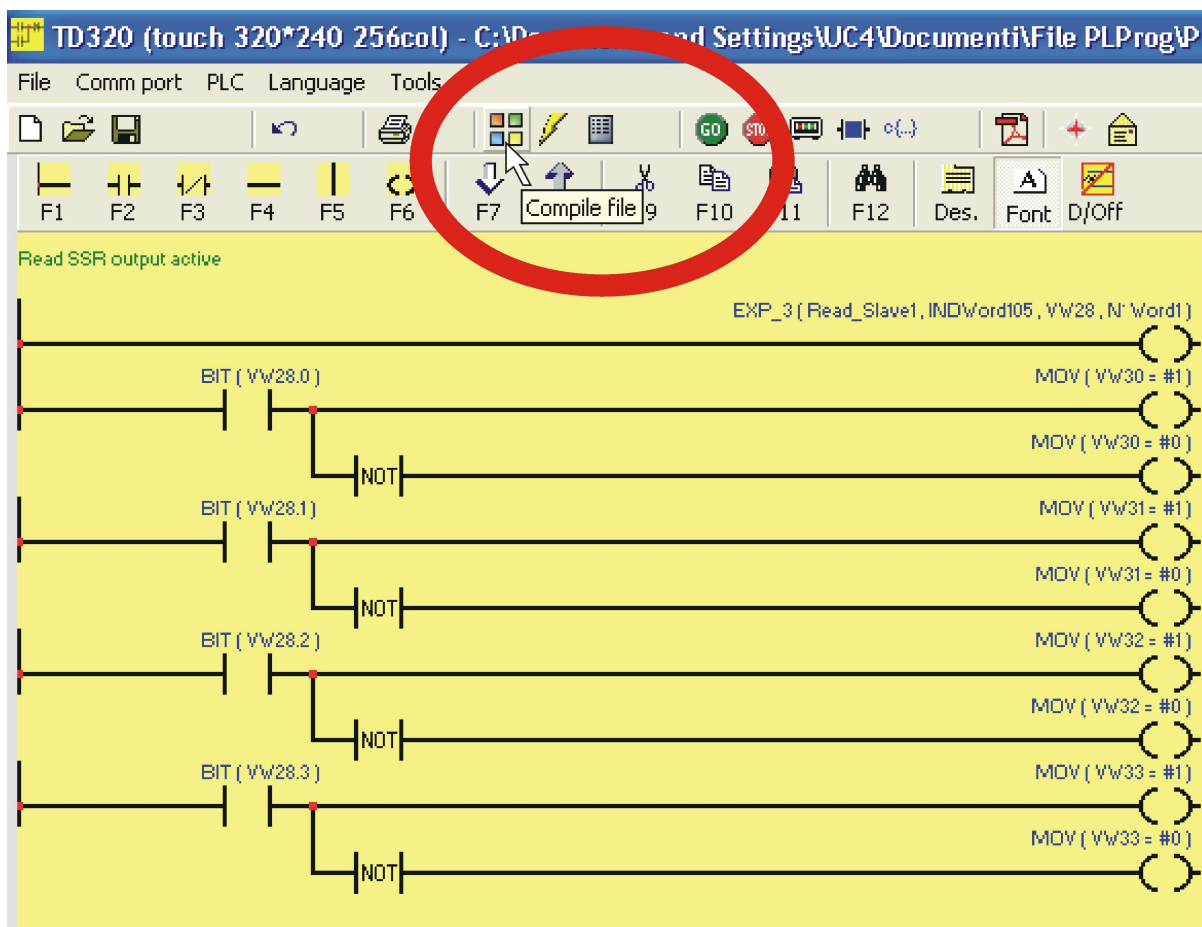 TD320 (touch 320*240 256col) - C:\Documents and Settings\UC4\Documenti\File PLProg\P
File Comm port PLC Language Tools
GO STO c{..}
F1 F2 F3 F4 F5 F6 F7 9 F10 11 F12 Des. Font D/Off
Compile file
Read SSR output active
EXP_3 ( Read_Slave1 , INDWord105 , VW28 , N°Word1 )
BIT ( VW28.0 ) MOV ( VW30 = #1 )
MOV ( VW30 = #0 )
NOT
BIT ( VW28.1 ) MOV ( VW31 = #1 )
MOV ( VW31 = #0 )
NOT
BIT ( VW28.2 ) MOV ( VW32 = #1 )
MOV ( VW32 = #0 )
NOT
BIT ( VW28.3 ) MOV ( VW33 = #1 )
MOV ( VW33 = #0 )
NOT